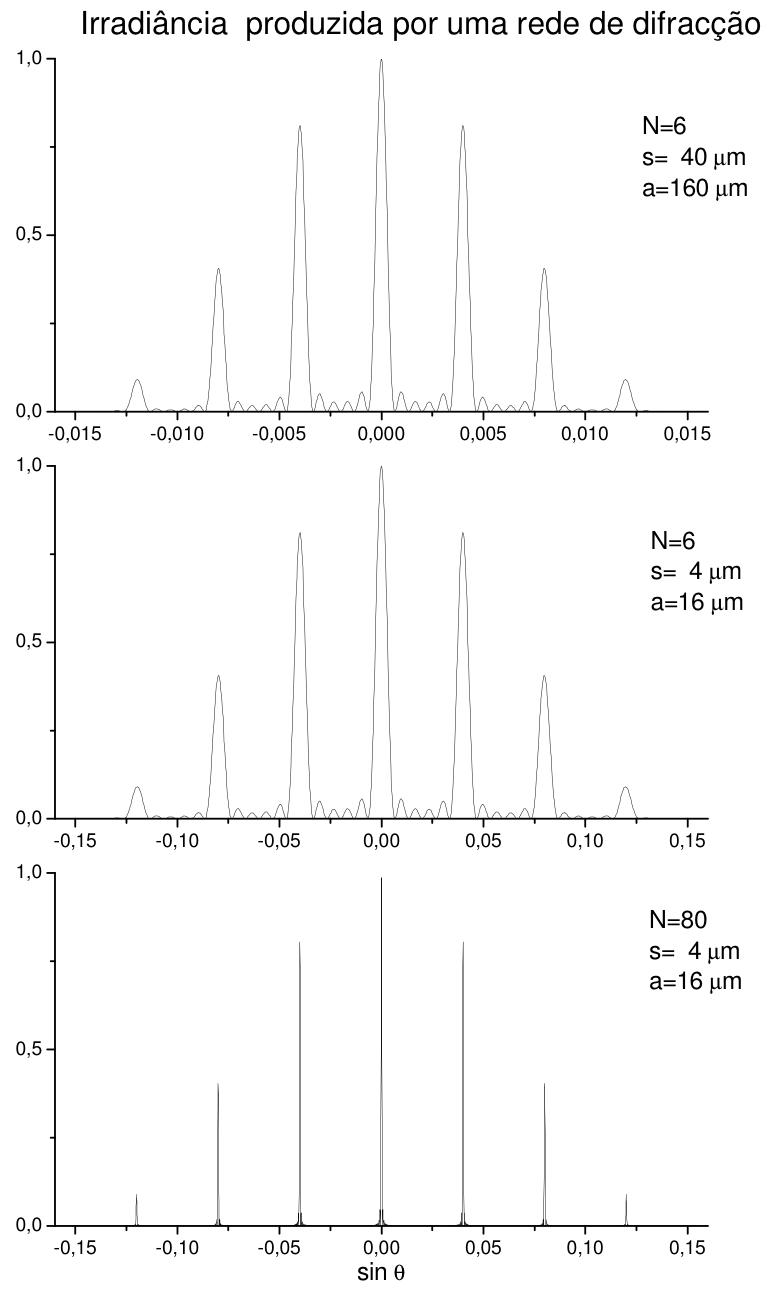 Irradiância produzida por uma rede de difracção
1,0
N=6
s= 40 μm
a=160 μm
0,5
0,0
-0,015 -0,010 -0,005 0,000 0,005 0,010 0,015
1,0
N=6
s= 4 μm
a=16 μm
0,5
0,0
-0,15 -0,10 -0,05 0,00 0,05 0,10 0,15
1,0
N=80
s= 4 μm
a=16 μm
0,5
0,0
-0,15 -0,10 -0,05 0,00 0,05 0,10 0,15
sin θ